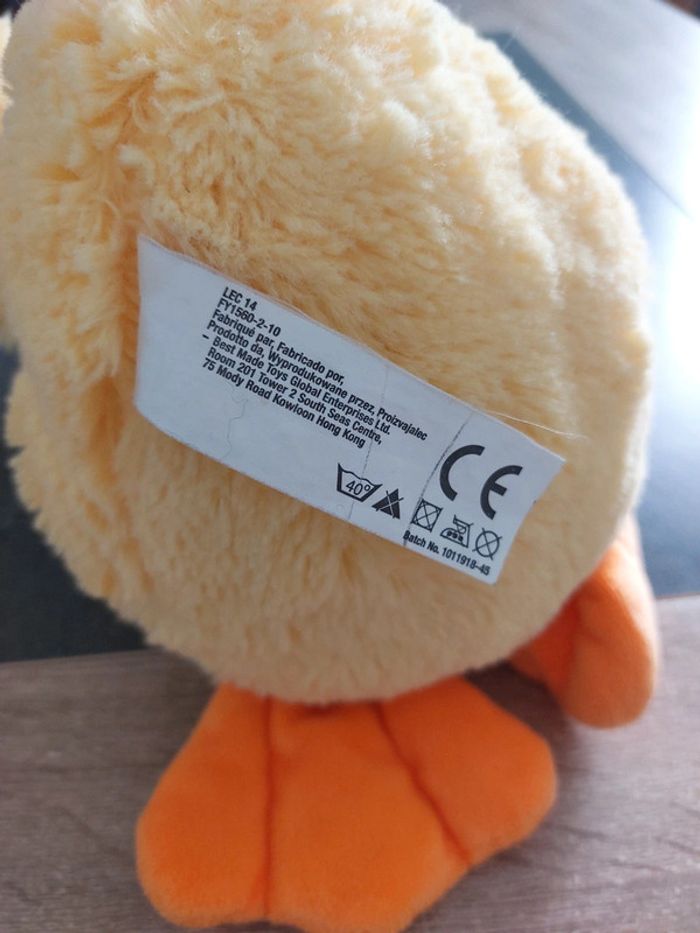 LEC 14
FY1560-2-10
Fabriqué par, Fabricado por,
Prodotto da, Wyprodukowane przez, Proizvajalec
- Best Made Toys Global Enterprises Ltd.
Room 201 Tower 2 South Seas Centre,
75 Mody Road Kowloon Hong Kong
CE
40°
Batch No. 1011918-45